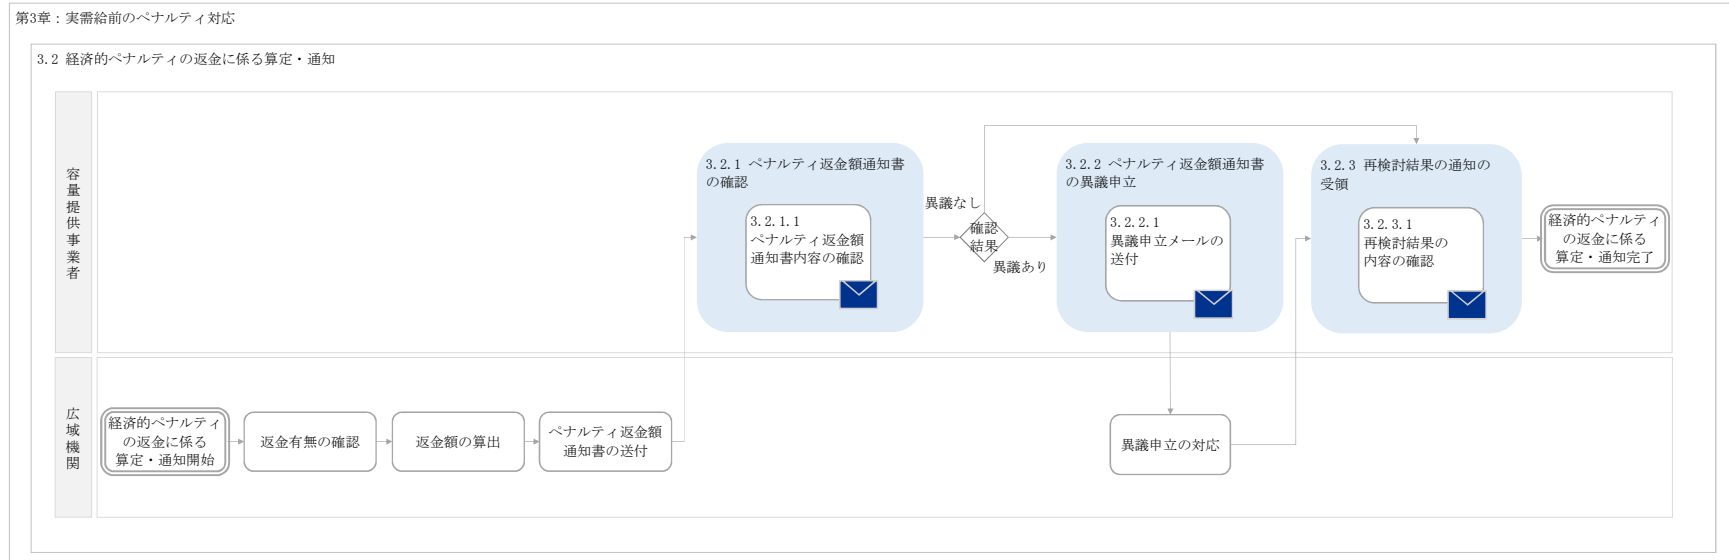 第3章：実需給前のペナルティ対応
3.2 経済的ペナルティの返金に係る算定・通知
容量提供事業者
3.2.1 ペナルティ返金額通知書
の確認
3.2.1.1
ペナルティ返金額
通知書内容の確認
異議なし
確認
結果
異議あり
3.2.2 ペナルティ返金額通知書
の異議申立
3.2.2.1
異議申立メールの
送付
3.2.3 再検討結果の通知の
受領
3.2.3.1
再検討結果の
内容の確認
経済的ペナルティ
の返金に係る
算定・通知完了
広域機関
経済的ペナルティ
の返金に係る
算定・通知開始
返金有無の確認
返金額の算出
ペナルティ返金額
通知書の送付
異議申立の対応